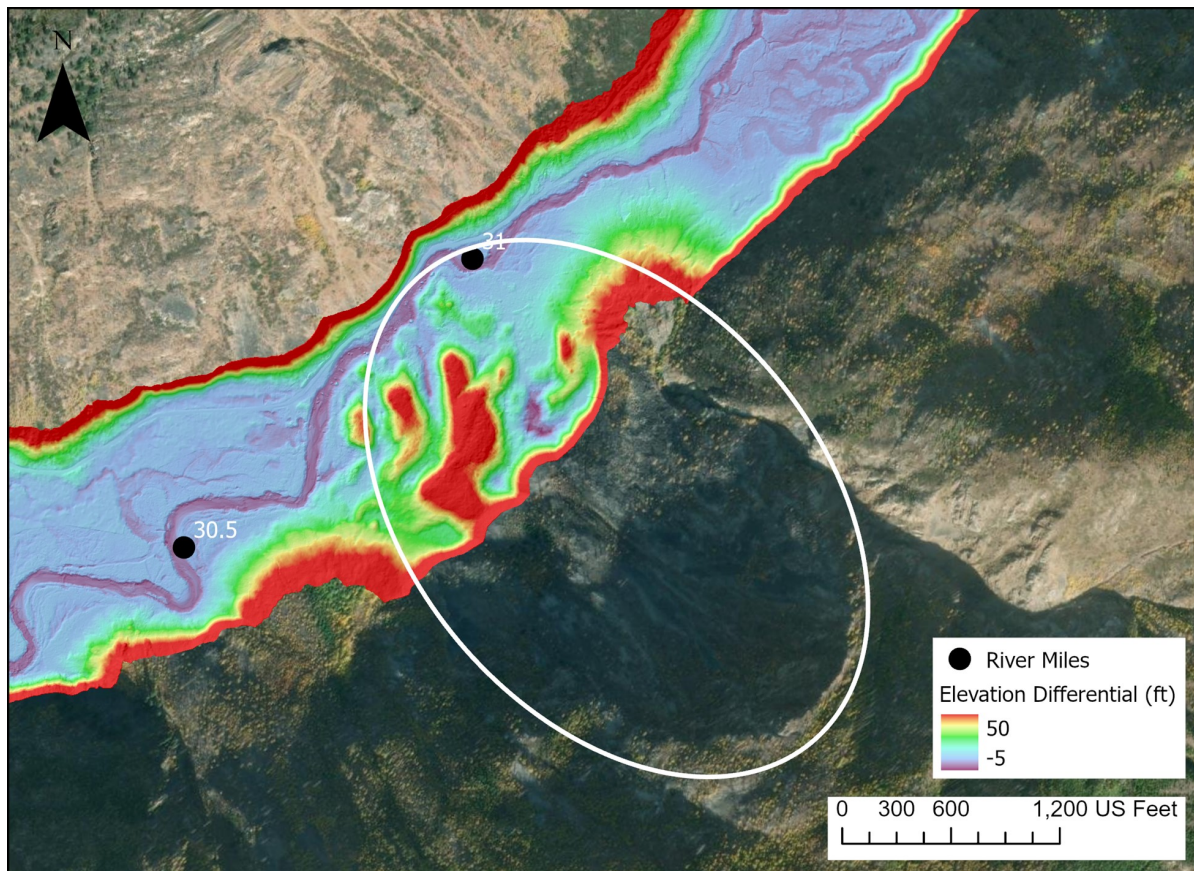 N
31
30.5
River Miles
Elevation Differential (ft)
50
-5
0 300 600 1,200 US Feet